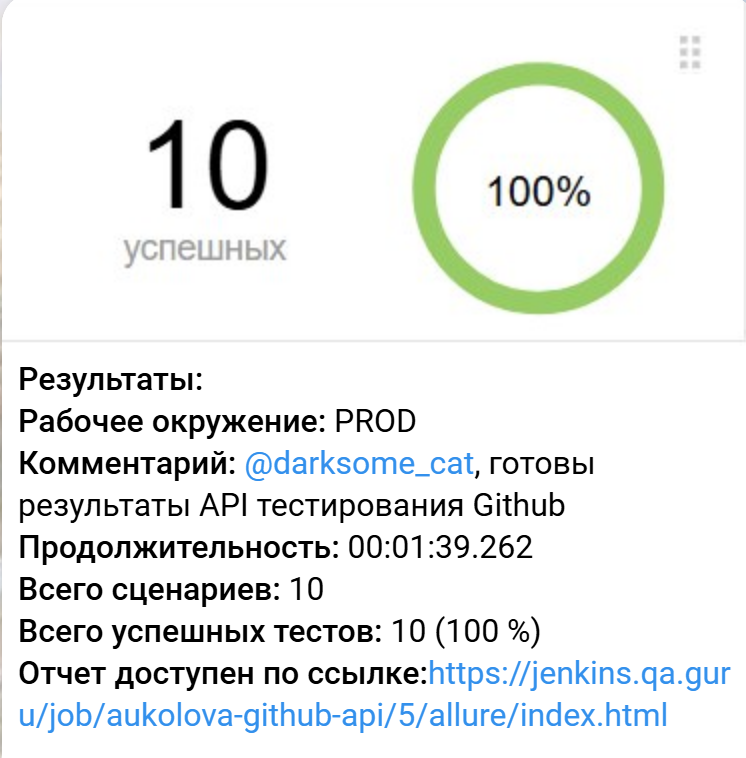 10
успешных
100%
Результаты:
Рабочее окружение: PROD
Комментарий: @darksome_cat, готовы
результаты API тестирования Github
Продолжительность: 00:01:39.262
Всего сценариев: 10
Всего успешных тестов: 10 (100 %)
Отчет доступен по ссылке:https://jenkins.qa.gur
u/job/aukolova-github-api/5/allure/index.html